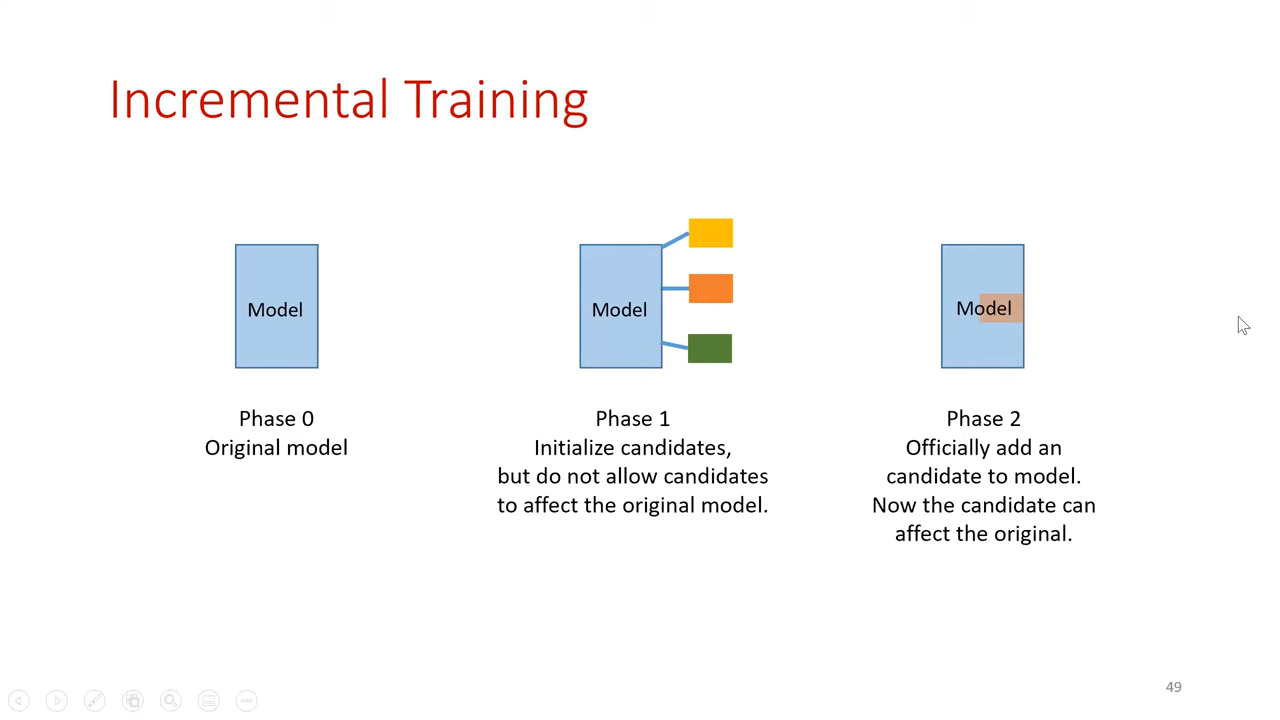 Incremental Training
Model
Model
Model
Phase 0
Original model
Phase 1
Initialize candidates,
but do not allow candidates
to affect the original model.
Phase 2
Officially add an
candidate to model.
Now the candidate can
affect the original.
49